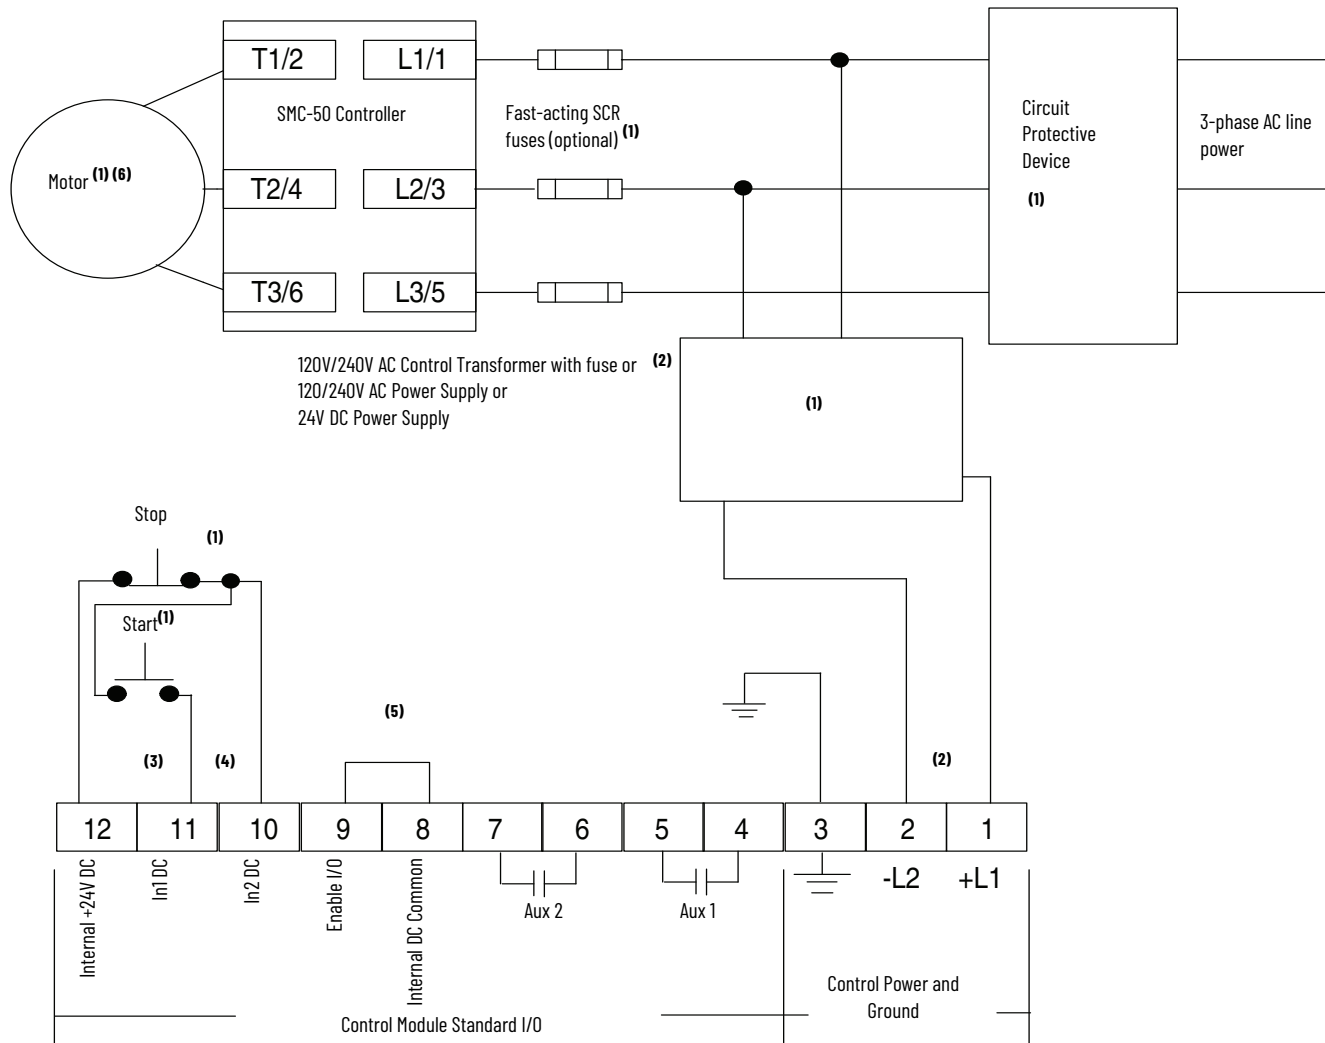 T1/2
L1/1
SMC-50 Controller
Fast-acting SCR
fuses (optional) (1)
Circuit
Protective
Device
(1)
3-phase AC line
power
Motor (1) (6)
T2/4
L2/3
T3/6
L3/5
120V/240V AC Control Transformer with fuse or (2)
120/240V AC Power Supply or
24V DC Power Supply
(1)
Stop
(1)
Start (1)
(5)
(3)
(4)
(2)
12
11
10
9
8
7
6
5
4
3
2
1
Internal +24V DC
In1 DC
In2 DC
Enable I/O
Internal DC Common
Aux 2
Aux 1
-L2
+L1
Control Power and
Ground
Control Module Standard I/O